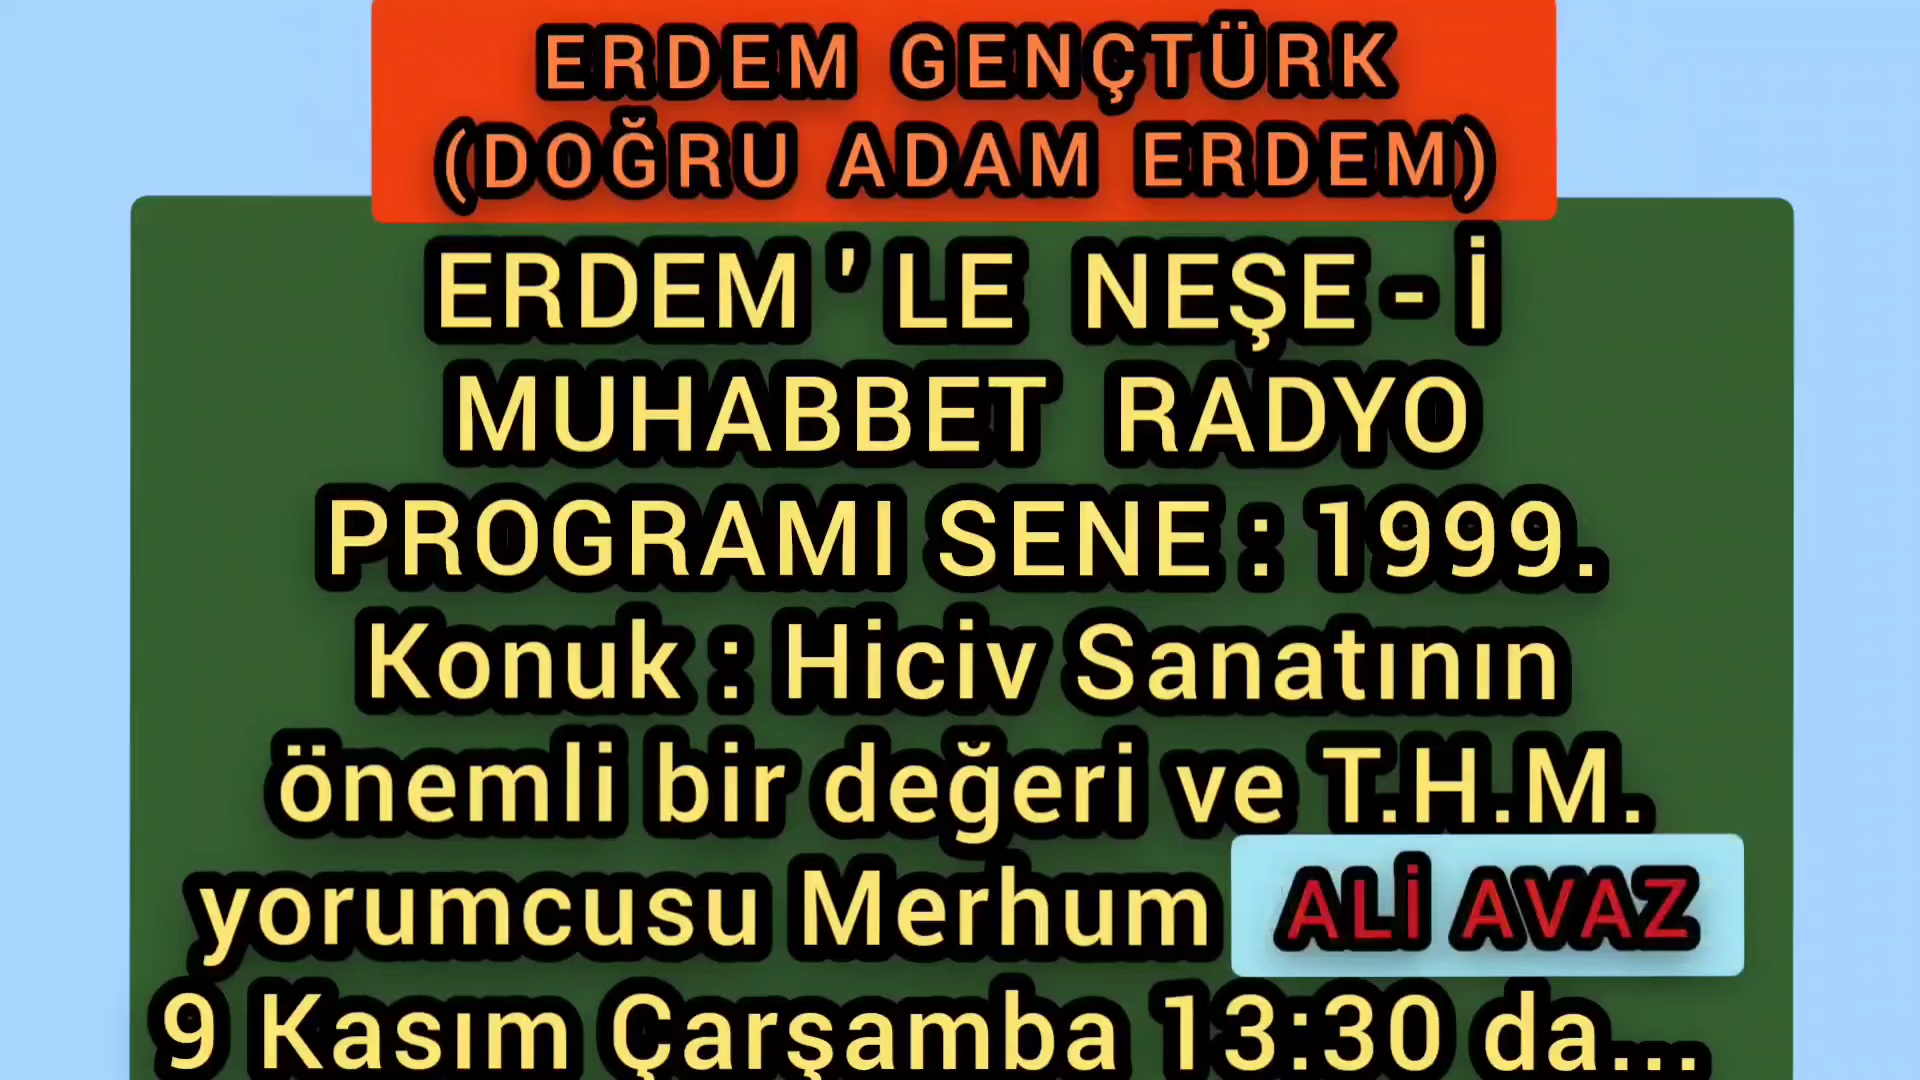 ERDEM GENÇTÜRK
(DOĞRU ADAM ERDEM)
ERDEM'LE NEŞE-İ
MUHABBET RADYO
PROGRAMI SENE : 1999.
Konuk : Hiciv Sanatının
önemli bir değeri ve T.H.M.
yorumcusu Merhum ALİ AVAZ
9 Kasım Çarşamba 13:30 da...